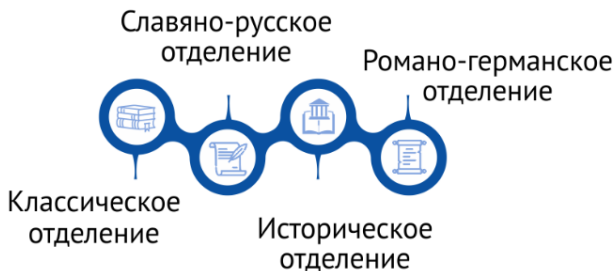 Славяно-русское
отделение
Романо-германское
отделение
Классическое
отделение
Историческое
отделение